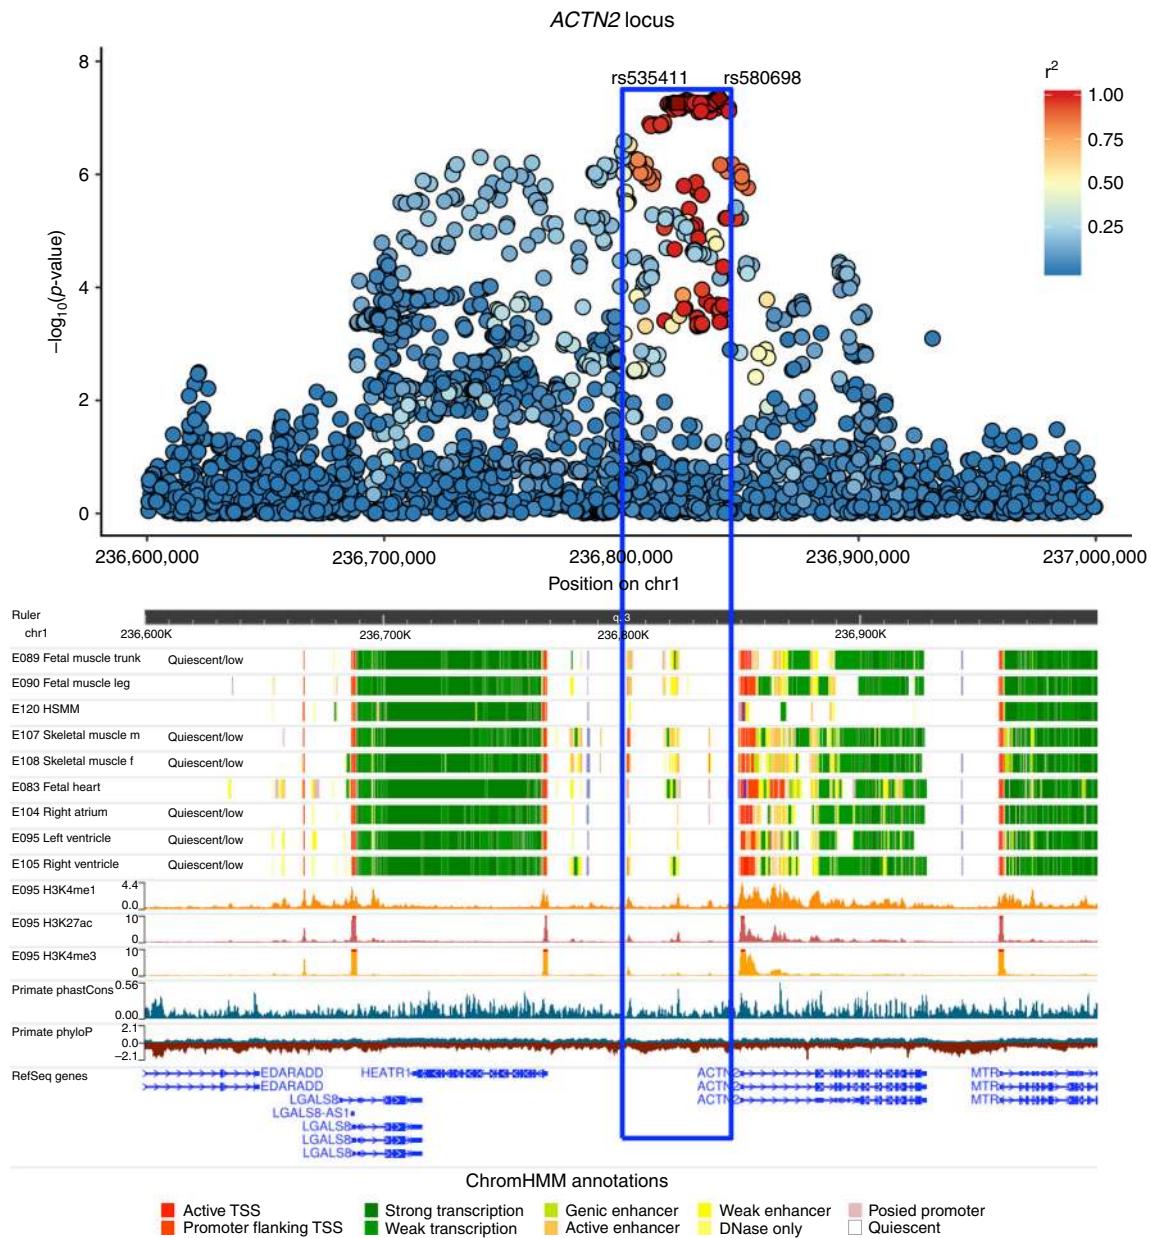 ACTN2 locus
rs535411 rs580698
r2
1.00
0.75
0.50
0.25
8
6
4
2
0
–log10(p-value)
236,600,000 236,700,000 236,800,000 236,900,000 237,000,000
Position on chr1
Ruler
chr1
236,600K 236,700K 236,800K 236,900K
E089 Fetal muscle trunk Quiescent/low
E090 Fetal muscle leg
E120 HSMM
E107 Skeletal muscle m Quiescent/low
E108 Skeletal muscle f Quiescent/low
E083 Fetal heart
E104 Right atrium Quiescent/low
E095 Left ventricle Quiescent/low
E105 Right ventricle Quiescent/low
E095 H3K4me1 4.4 0.0
E095 H3K27ac 10 0
E095 H3K4me3 10 0
Primate phastCons 0.56 0.00
Primate phyloP 2.1 0.0 –2.1
RefSeq genes
EDARADD HEATR1 ACTN2 MTR
EDARADD ACTN2 MTR
LGALS8 ACTN2 MTR
LGALS8-AS1
LGALS8
LGALS8
LGALS8
ChromHMM annotations
Active TSS Strong transcription Genic enhancer Weak enhancer Posied promoter
Promoter flanking TSS Weak transcription Active enhancer DNase only Quiescent